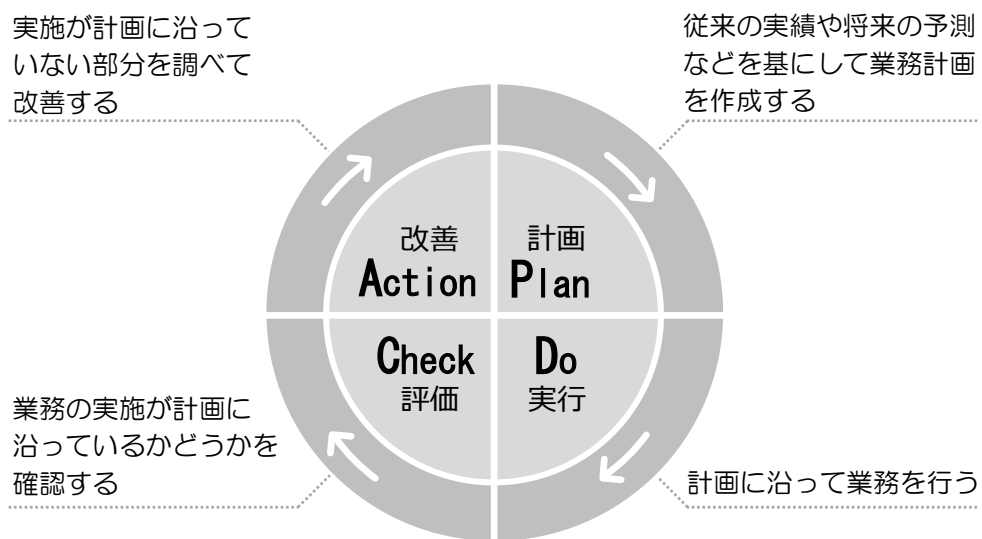 実施が計画に沿って
いない部分を調べて
改善する
従来の実績や将来の予測
などを基にして業務計画
を作成する
改善
Action
計画
Plan
Check
評価
Do
実行
業務の実施が計画に
沿っているかどうかを
確認する
計画に沿って業務を行う